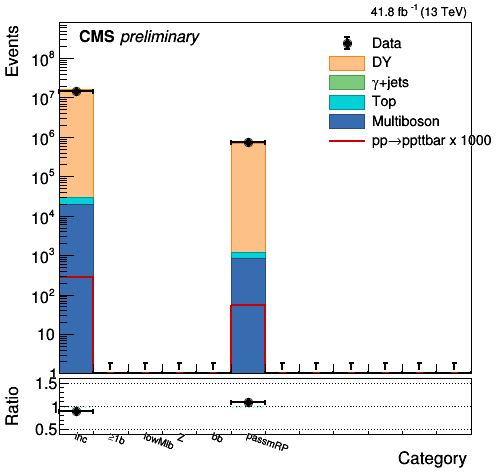 41.8 fb⁻¹ (13 TeV)
CMS preliminary
Events
Data
DY
γ+jets
Top
Multiboson
pp→ppttbar x 1000
10⁸
10⁷
10⁶
10⁵
10⁴
10³
10²
10
1
Ratio
1.5
1
0.5
inc ≥1b lowMlb Z bb passmRP
Category